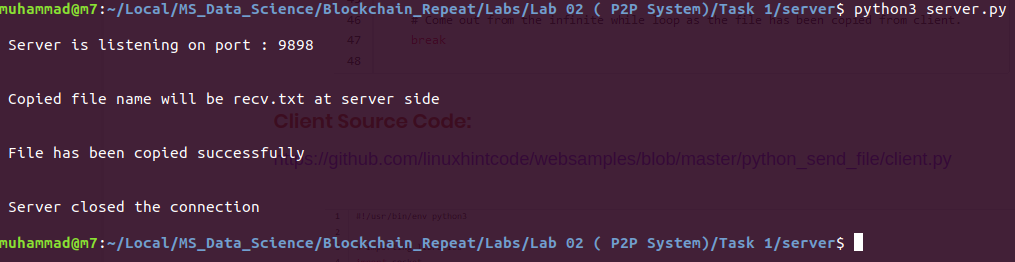 muhammad@m7:~/Local/MS_Data_Science/Blockchain_Repeat/Labs/Lab 02 ( P2P System)/Task 1/server$ python3 server.py
46 # Come out from the infinite while loop as the file has been copied from client.
Server is listening on port : 9898
47 break
48
Copied file name will be recv.txt at server side
Client Source Code:
File has been copied successfully
https://github.com/linuxhintcode/websamples/blob/master/python_send_file/client.py
Server closed the connection
1 #!/usr/bin/env python3
muhammad@m7:~/Local/MS_Data_Science/Blockchain_Repeat/Labs/Lab 02 ( P2P System)/Task 1/server$